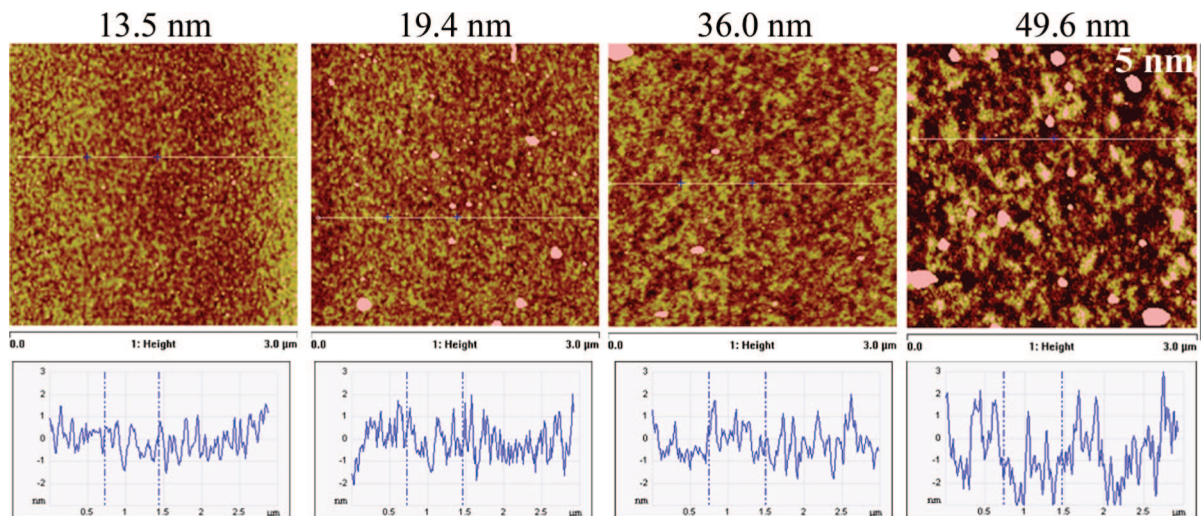 13.5 nm 19.4 nm 36.0 nm 49.6 nm
5 nm
0.0 1: Height 3.0 µm 0.0 1: Height 3.0 µm 0.0 1: Height 3.0 µm 0.0 1: Height 3.0 µm
3 3 3 3
2 2 2 2
1 1 1 1
0 0 0 0
-1 -1 -1 -1
-2 -2 -2 -2
nm nm nm nm
0.5 1 1.5 2 2.5 µm 0.5 1 1.5 2 2.5 µm 0.5 1 1.5 2 2.5 µm 0.5 1 1.5 2 2.5 µm